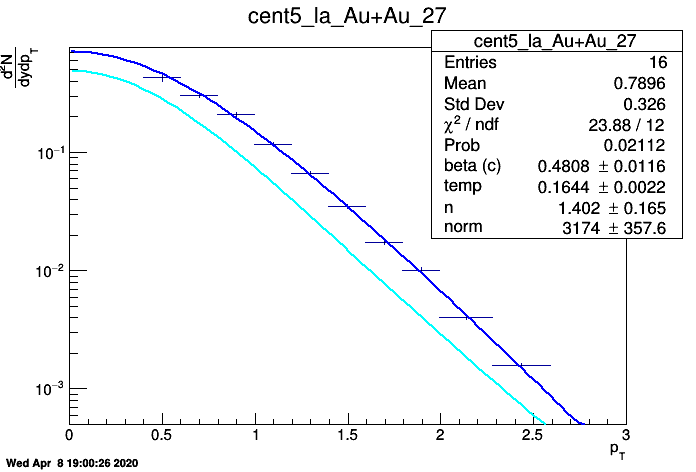 cent5_la_Au+Au_27
d²N
dydp_T
cent5_la_Au+Au_27
Entries 16
Mean 0.7896
Std Dev 0.326
χ² / ndf 23.88 / 12
Prob 0.02112
beta (c) 0.4808 ± 0.0116
temp 0.1644 ± 0.0022
n 1.402 ± 0.165
norm 3174 ± 357.6
10⁻¹
10⁻²
10⁻³
0 0.5 1 1.5 2 2.5 3
p_T
Wed Apr 8 19:00:26 2020